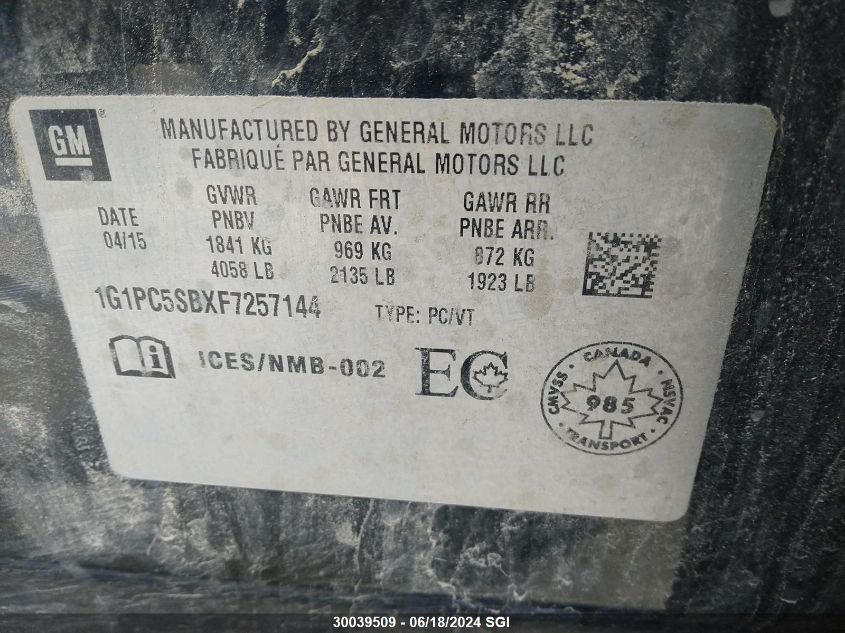 GM
MANUFACTURED BY GENERAL MOTORS LLC
FABRIQUÉ PAR GENERAL MOTORS LLC
DATE
04/15
GVWR
PNBV
1841 KG
4058 LB
GAWR FRT
PNBE AV.
969 KG
2135 LB
GAWR RR
PNBE ARR.
872 KG
1923 LB
1G1PC5SBXF7257144
TYPE: PC/VT
i
ICES/NMB-002
EC
CANADA
CMVSS
985
NSVAC
TRANSPORT
30039509 - 06/18/2024 SGI